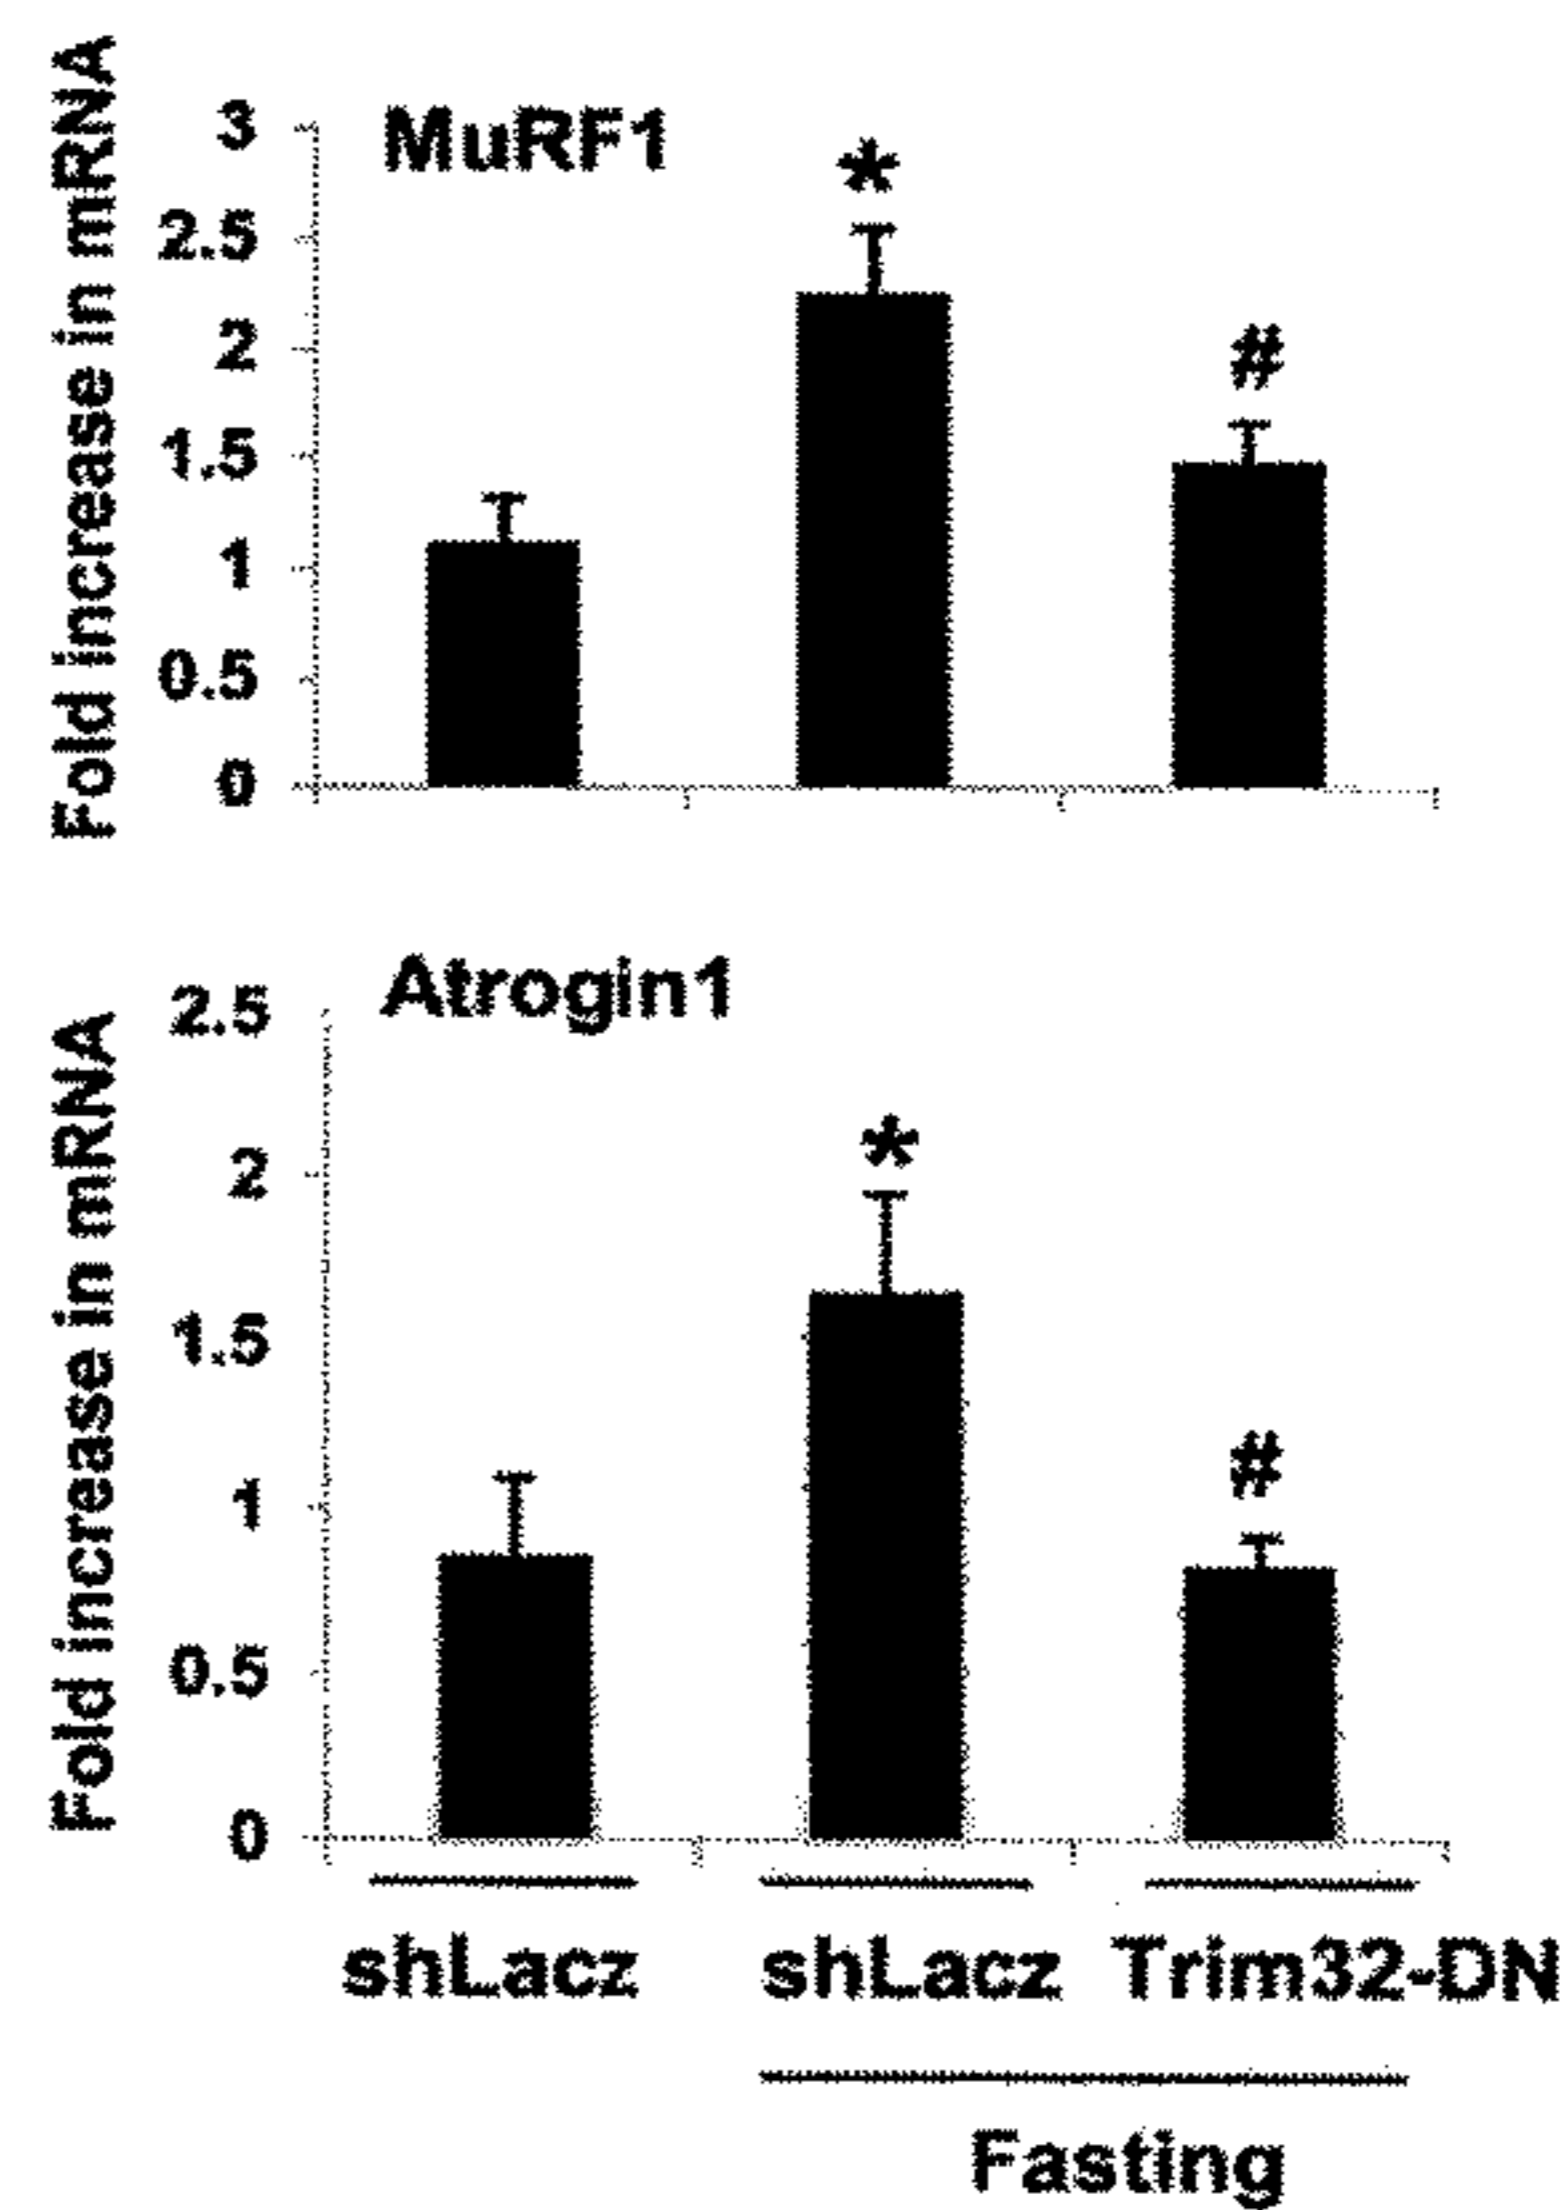 Fold increase in mRNA
MuRF1
3
2.5
2
1.5
1
0.5
0
*
#
Fold increase in mRNA
Atrogin1
2.5
2
1.5
1
0.5
0
*
#
shLacz shLacz Trim32-DN
Fasting